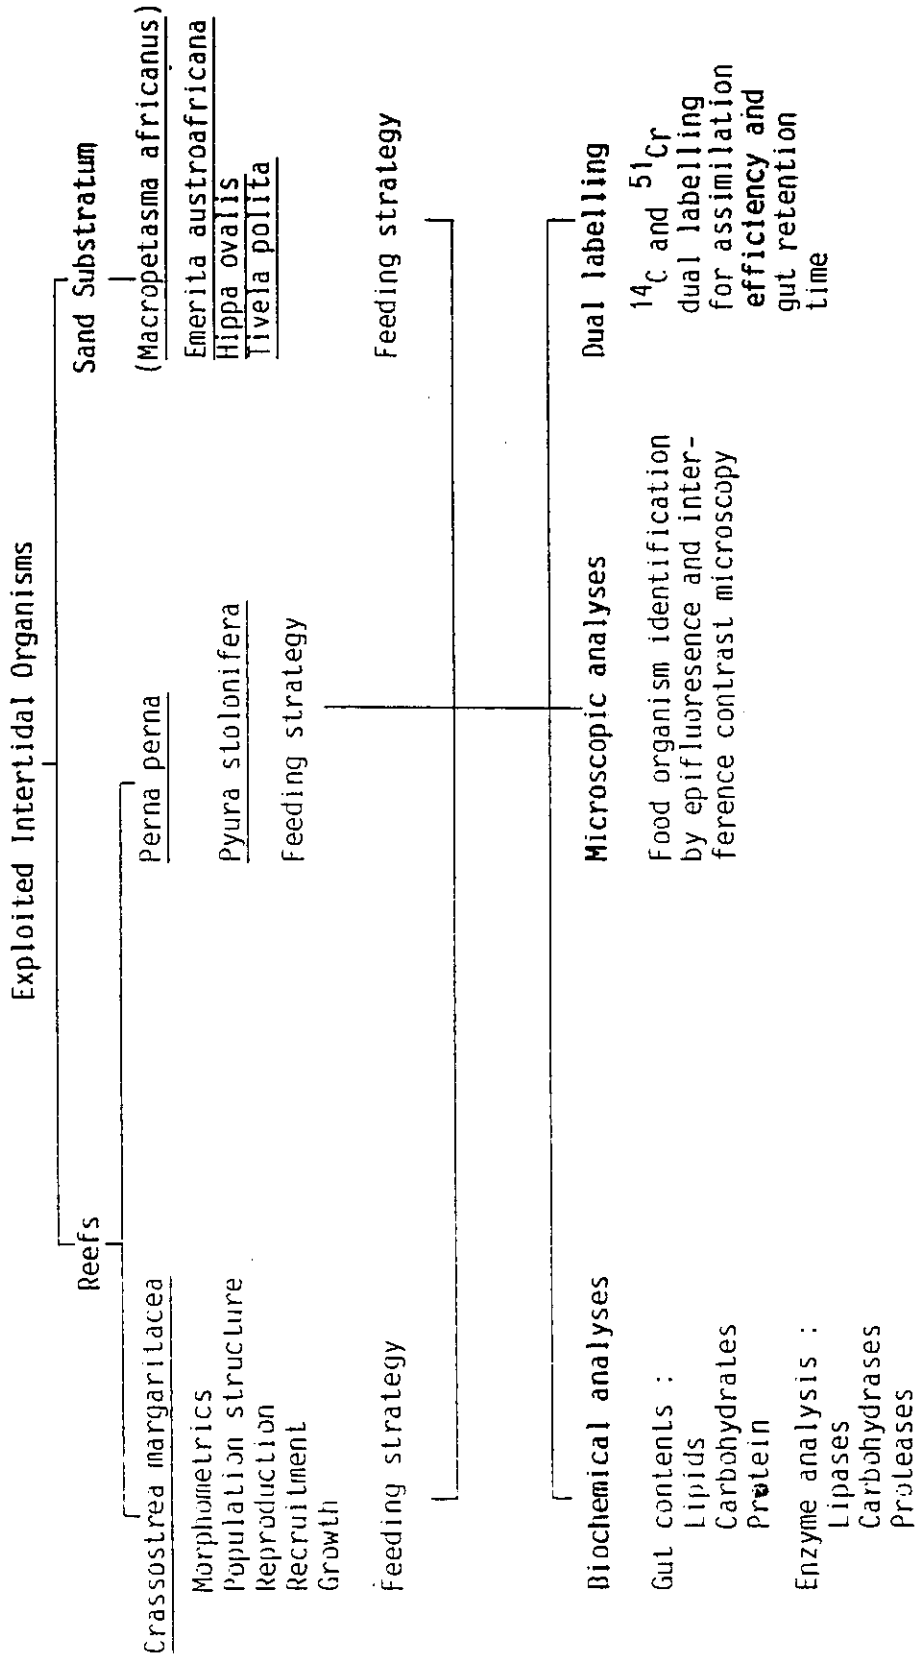 Exploited Intertidal Organisms
Reefs
Sand Substratum
Crassostrea margaritacea
Morphometrics
Population structure
Reproduction
Recruitment
Growth
Feeding strategy
Perna perna
Pyura stolonifera
Feeding strategy
(Macropetasma africanus)
Emerita austroafricana
Hippa ovalis
Tivela polita
Feeding strategy
Biochemical analyses
Gut contents :
Lipids
Carbohydrates
Protein
Enzyme analysis :
Lipases
Carbohydrases
Proteases
Microscopic analyses
Food organism identification
by epifluoresence and inter-
ference contrast microscopy
Dual labelling
¹⁴C and ⁵¹Cr
dual labelling
for assimilation
efficiency and
gut retention
time